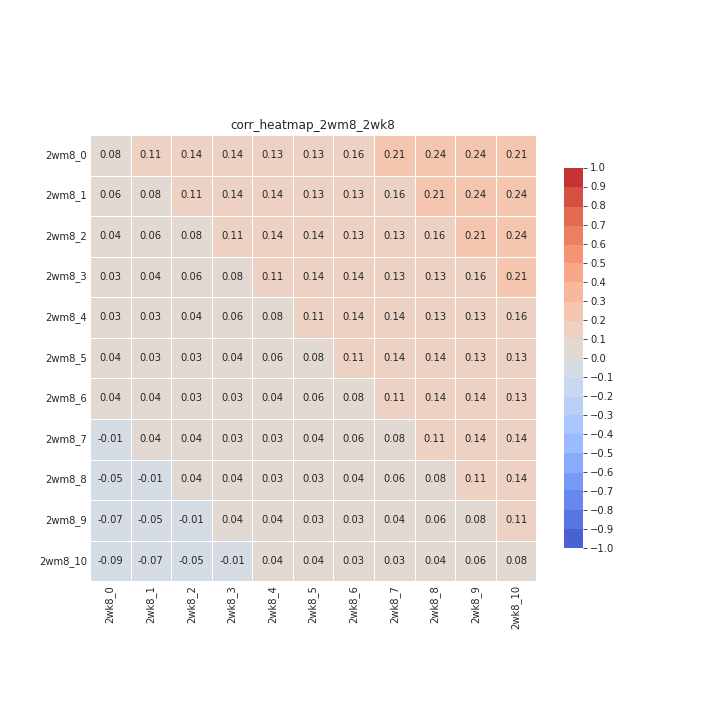 corr_heatmap_2wm8_2wk8
2wm8_0 0.08 0.11 0.14 0.14 0.13 0.13 0.16 0.21 0.24 0.24 0.21
2wm8_1 0.06 0.08 0.11 0.14 0.14 0.13 0.13 0.16 0.21 0.24 0.24
2wm8_2 0.04 0.06 0.08 0.11 0.14 0.14 0.13 0.13 0.16 0.21 0.24
2wm8_3 0.03 0.04 0.06 0.08 0.11 0.14 0.14 0.13 0.13 0.16 0.21
2wm8_4 0.03 0.03 0.04 0.06 0.08 0.11 0.14 0.14 0.13 0.13 0.16
2wm8_5 0.04 0.03 0.03 0.04 0.06 0.08 0.11 0.14 0.14 0.13 0.13
2wm8_6 0.04 0.04 0.03 0.03 0.04 0.06 0.08 0.11 0.14 0.14 0.13
2wm8_7 -0.01 0.04 0.04 0.03 0.03 0.04 0.06 0.08 0.11 0.14 0.14
2wm8_8 -0.05 -0.01 0.04 0.04 0.03 0.03 0.04 0.06 0.08 0.11 0.14
2wm8_9 -0.07 -0.05 -0.01 0.04 0.04 0.03 0.03 0.04 0.06 0.08 0.11
2wm8_10 -0.09 -0.07 -0.05 -0.01 0.04 0.04 0.03 0.03 0.04 0.06 0.08
2wk8_0 2wk8_1 2wk8_2 2wk8_3 2wk8_4 2wk8_5 2wk8_6 2wk8_7 2wk8_8 2wk8_9 2wk8_10
1.0
0.9
0.8
0.7
0.6
0.5
0.4
0.3
0.2
0.1
0.0
−0.1
−0.2
−0.3
−0.4
−0.5
−0.6
−0.7
−0.8
−0.9
−1.0